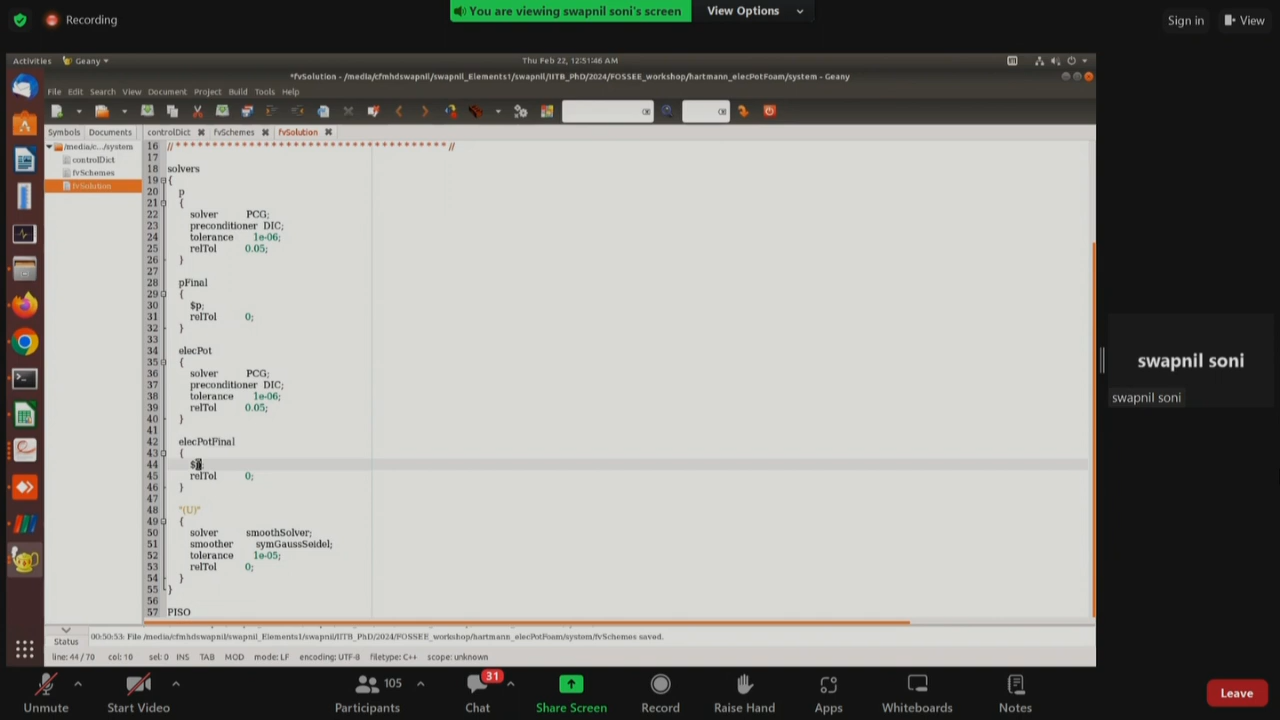 Recording
You are viewing swapnil soni's screen
View Options
Sign in
View
Activities
Geany
Thu Feb 22, 12:51:46 AM
*fvSolution - /media/cfmhdswapnil/swapnil_Elements1/swapnil/IITB_PhD/2024/FOSSEE_workshop/hartmann_elecPotFoam/system - Geany
File Edit Search View Document Project Build Tools Help
Symbols Documents controlDict fvSchemes fvSolution
/media/c.../system
controlDict
fvSchemes
fvSolution
16 // * * * * * * * * * * * * * * * * * * * * * * * * * * * * * * * * * * * * * //
17
18 solvers
19 {
20 p
21 {
22 solver PCG;
23 preconditioner DIC;
24 tolerance 1e-06;
25 relTol 0.05;
26 }
27
28 pFinal
29 {
30 $p;
31 relTol 0;
32 }
33
34 elecPot
35 {
36 solver PCG;
37 preconditioner DIC;
38 tolerance 1e-06;
39 relTol 0.05;
40 }
41
42 elecPotFinal
43 {
44 $p;
45 relTol 0;
46 }
47
48 "(U)"
49 {
50 solver smoothSolver;
51 smoother symGaussSeidel;
52 tolerance 1e-05;
53 relTol 0;
54 }
55 }
56
57 PISO
Status
00:50:53: File /media/cfmhdswapnil/swapnil_Elements1/swapnil/IITB_PhD/2024/FOSSEE_workshop/hartmann_elecPotFoam/system/fvSchemes saved.
line: 44 / 70 col: 10 sel: 0 INS TAB MOD mode: LF encoding: UTF-8 filetype: C++ scope: unknown
swapnil soni
swapnil soni
Unmute
Start Video
105
Participants
31
Chat
Share Screen
Record
Raise Hand
Apps
Whiteboards
Notes
Leave